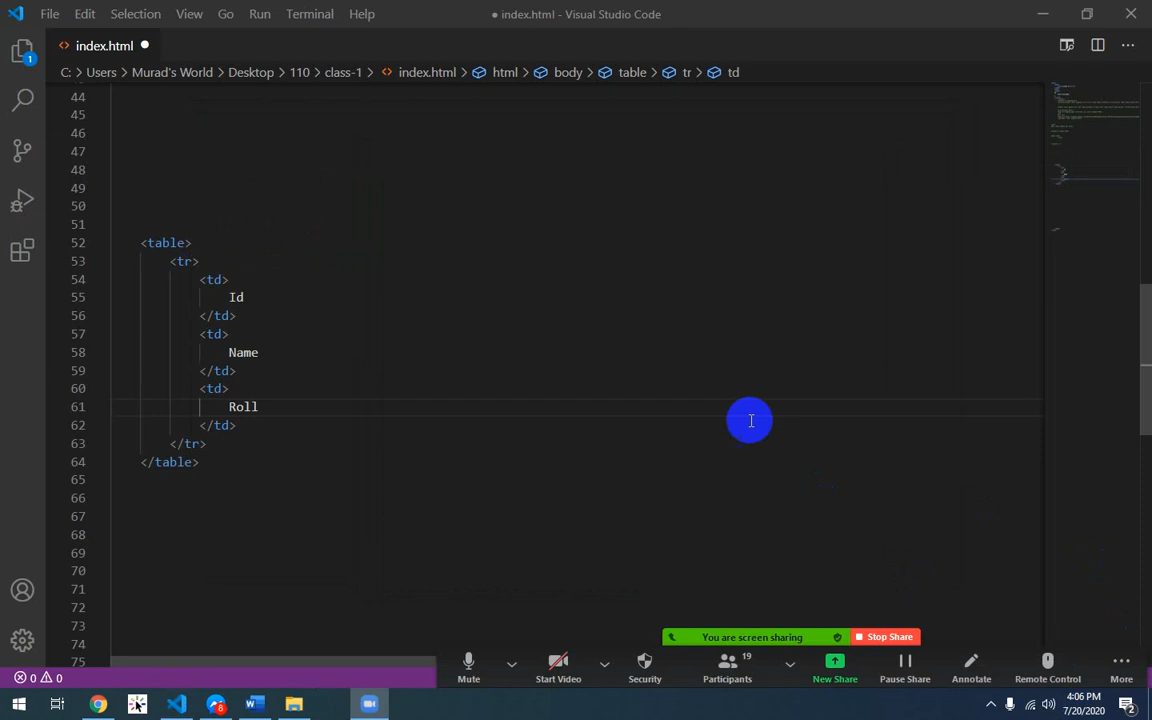 File Edit Selection View Go Run Terminal Help ● index.html - Visual Studio Code
<> index.html ●
1
C: > Users > Murad's World > Desktop > 110 > class-1 > <> index.html > html > body > table > tr > td
44
45
46
47
48
49
50
51
52 <table>
53 <tr>
54 <td>
55 Id
56 </td>
57 <td>
58 Name
59 </td>
60 <td>
61 Roll
62 </td>
63 </tr>
64 </table>
65
66
67
68
69
70
71
72
73
74
75
You are screen sharing Stop Share
0 0
Mute Start Video Security Participants 19 New Share Pause Share Annotate Remote Control More
8
4:06 PM
7/20/2020
2